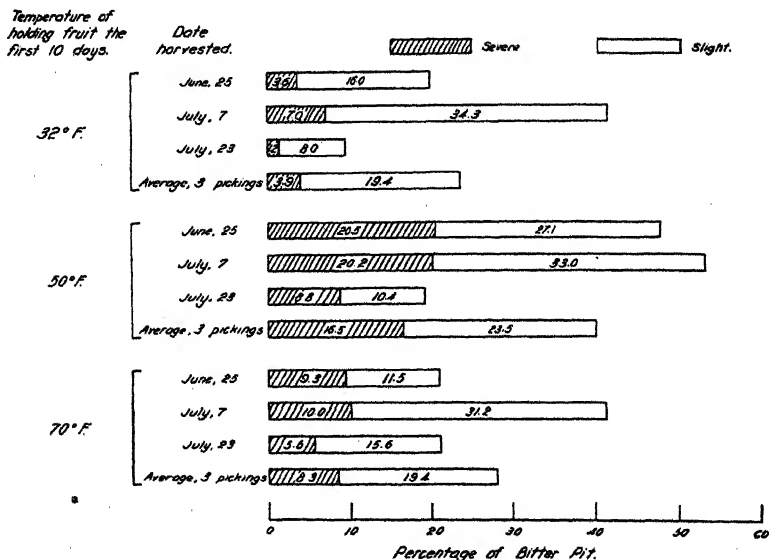 Temperature of
holding fruit the
first 10 days.
Date
harvested.
Severe
Slight.
32° F.
June, 25 3.6 16.0
July, 7 7.0 34.3
July, 23 1.2 8.0
Average, 3 pickings 3.9 19.4
50° F.
June, 25 20.5 27.1
July, 7 20.2 33.0
July, 23 8.8 10.4
Average, 3 pickings 16.5 23.5
70° F.
June, 25 9.3 11.5
July, 7 10.0 31.2
July, 23 5.6 15.6
Average, 3 pickings 8.3 19.4
0 10 20 30 40 50 60
Percentage of Bitter Pit.